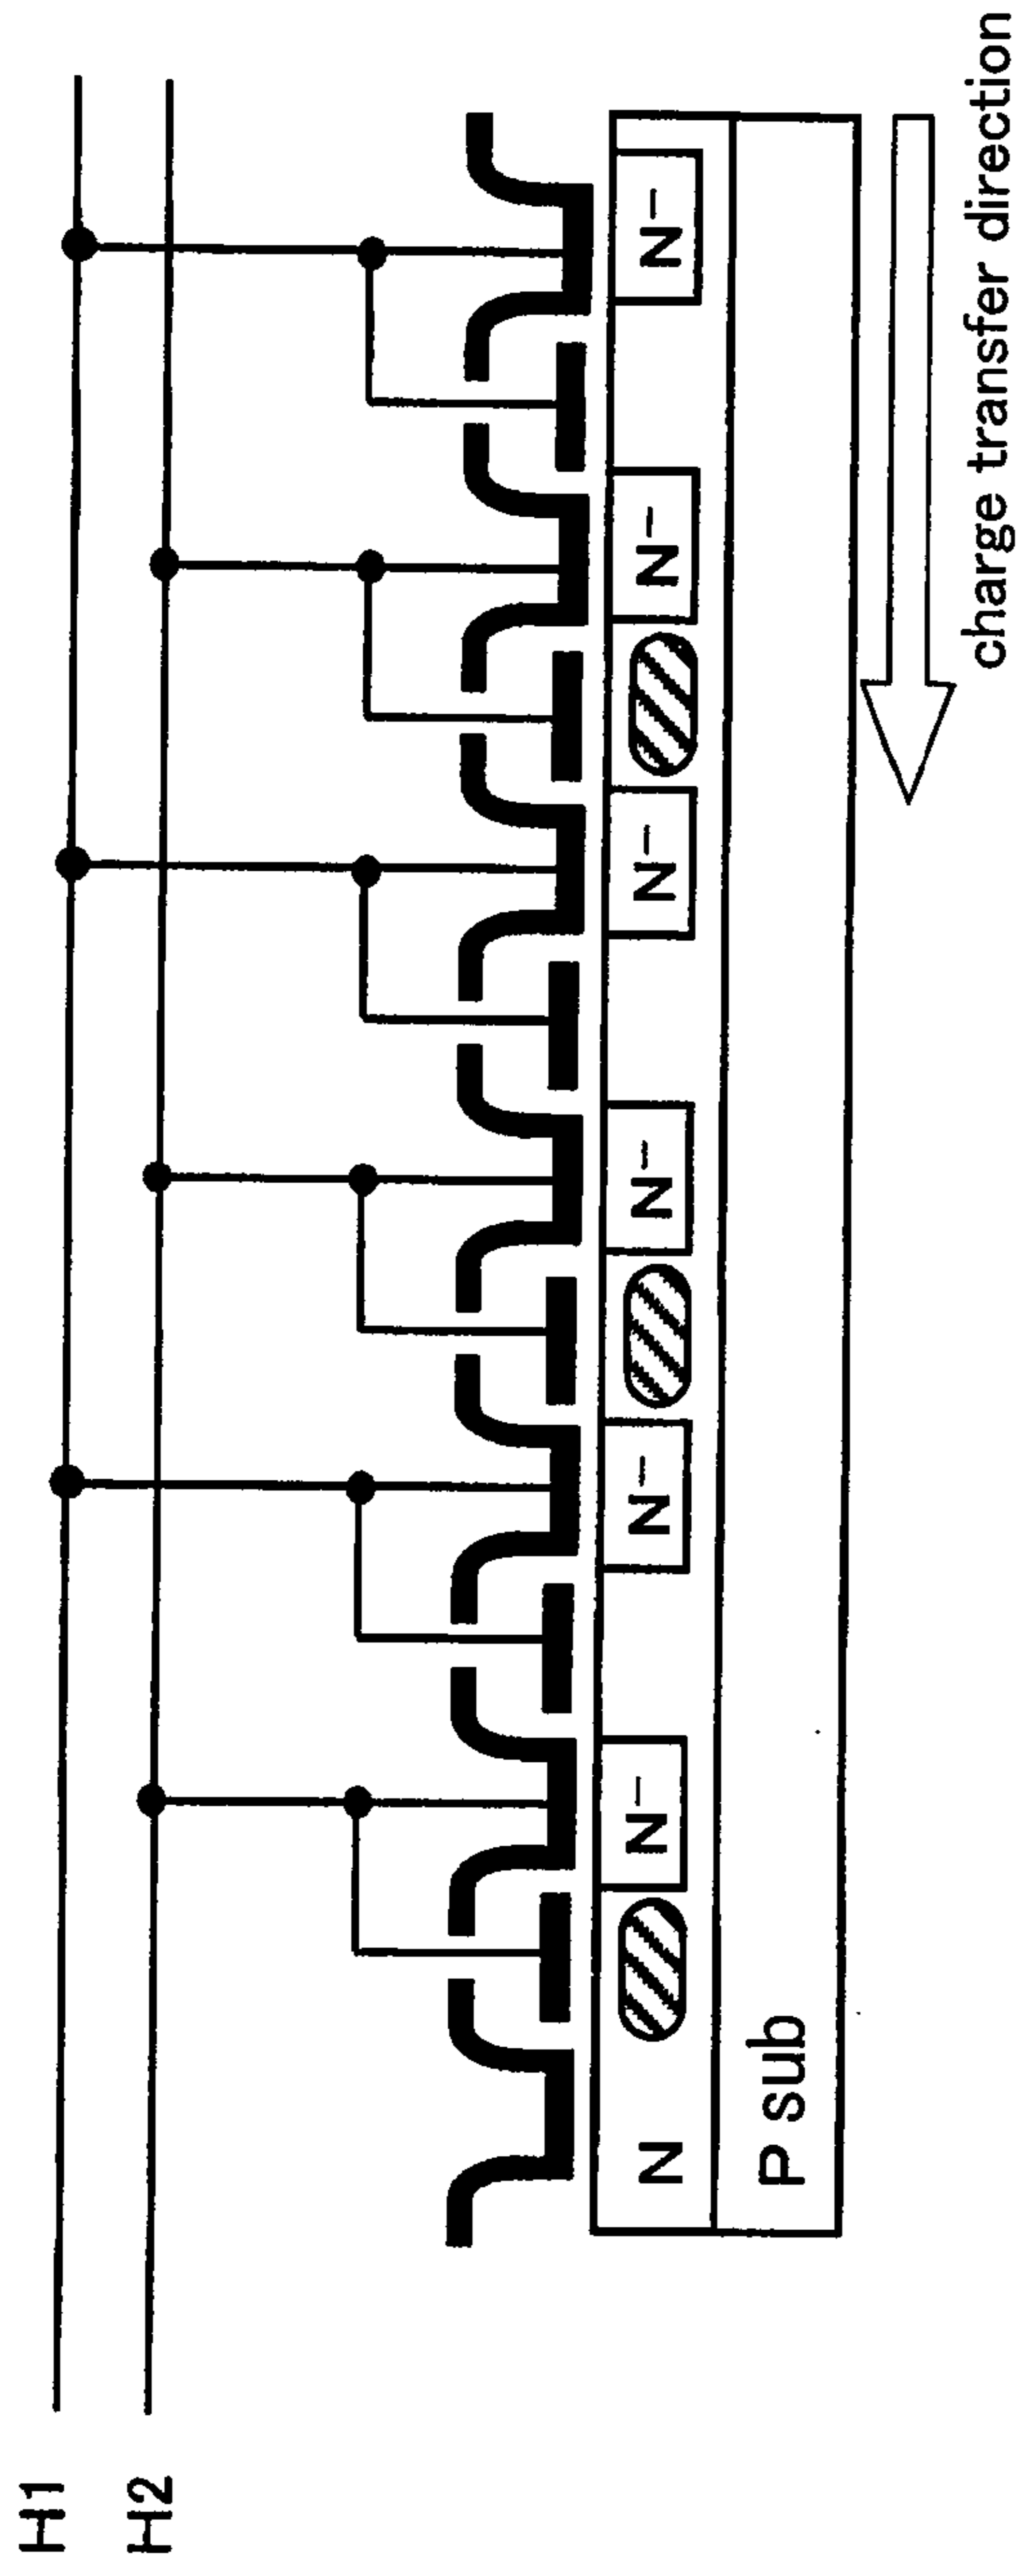 H1
H2
N⁻ N⁻ N⁻ N⁻ N⁻ N⁻
N
P sub
charge transfer direction